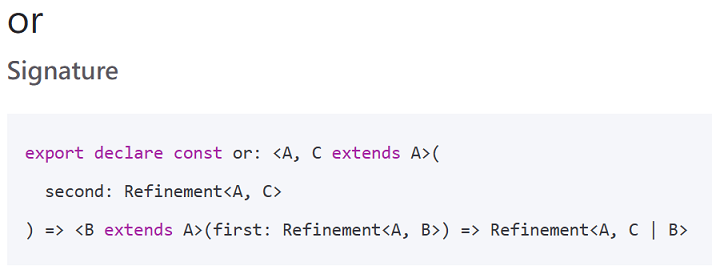 or
Signature
export declare const or: <A, C extends A>(
  second: Refinement<A, C>
) => <B extends A>(first: Refinement<A, B>) => Refinement<A, C | B>